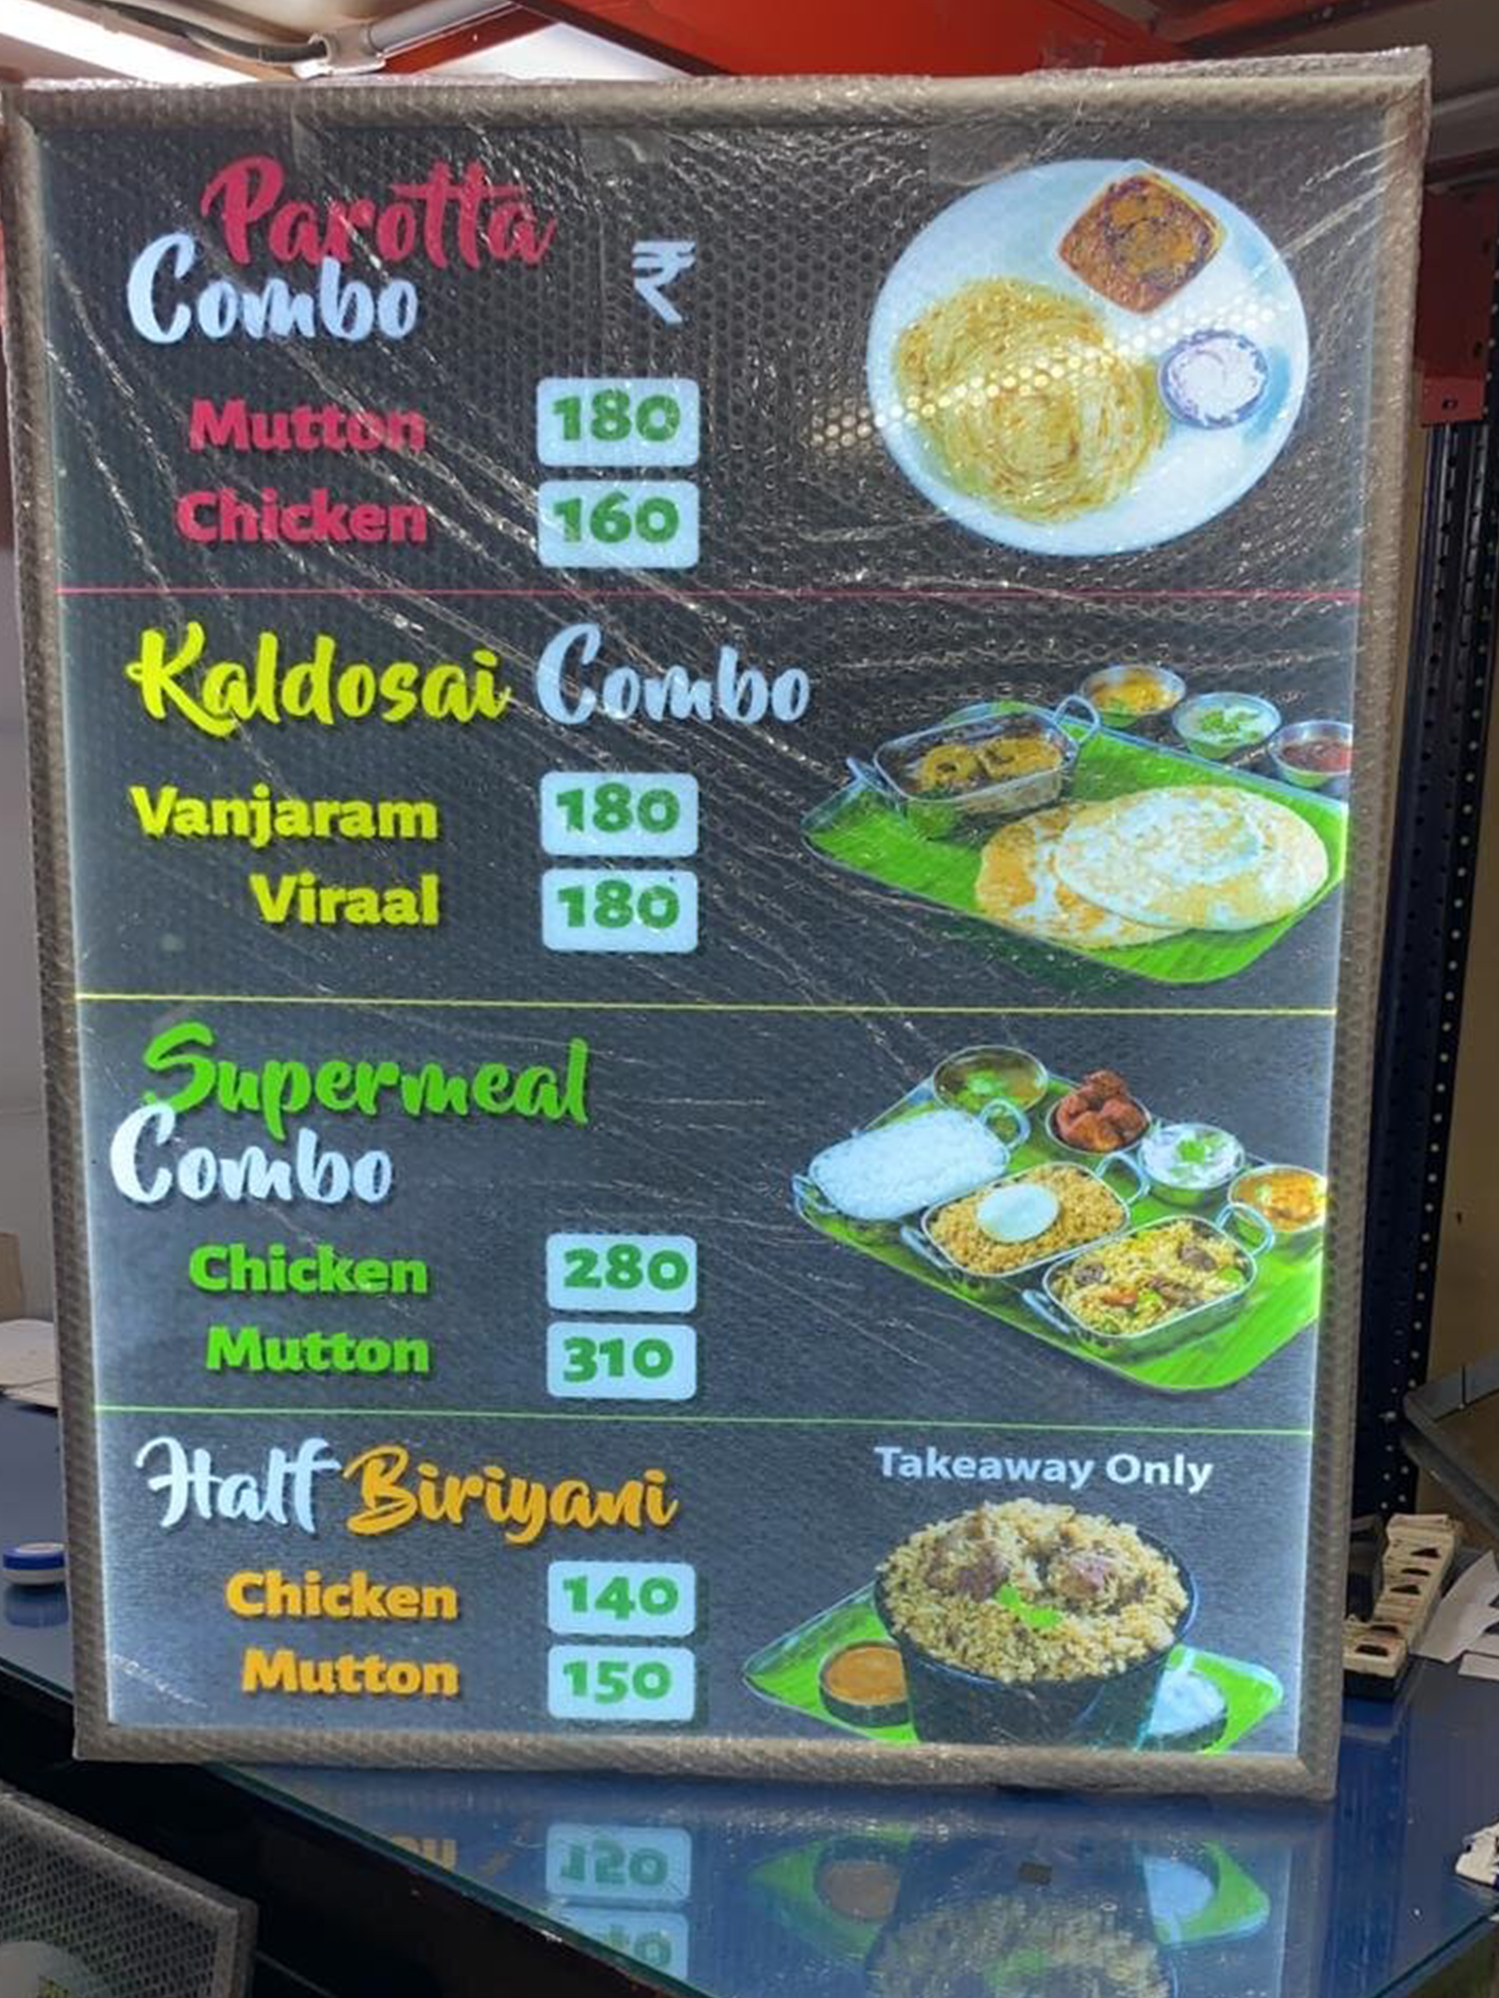 Parotta
Combo ₹
Mutton 180
Chicken 160
Kaldosai Combo
Vanjaram 180
Viraal 180
Supermeal
Combo
Chicken 280
Mutton 310
Half Biriyani Takeaway Only
Chicken 140
Mutton 150